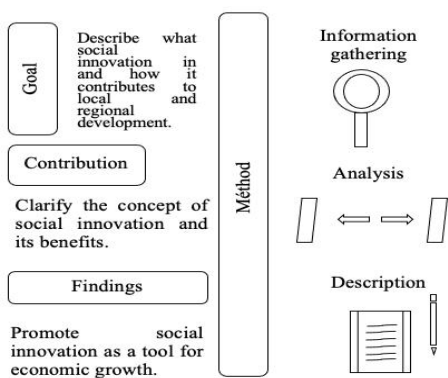 Goal
Describe what
social
innovation in
and how it
contributes to
local and
regional
development.
Contribution
Clarify the concept of
social innovation and
its benefits.
Findings
Promote social
innovation as a tool for
economic growth.
Méthod
Information
gathering
Analysis
Description